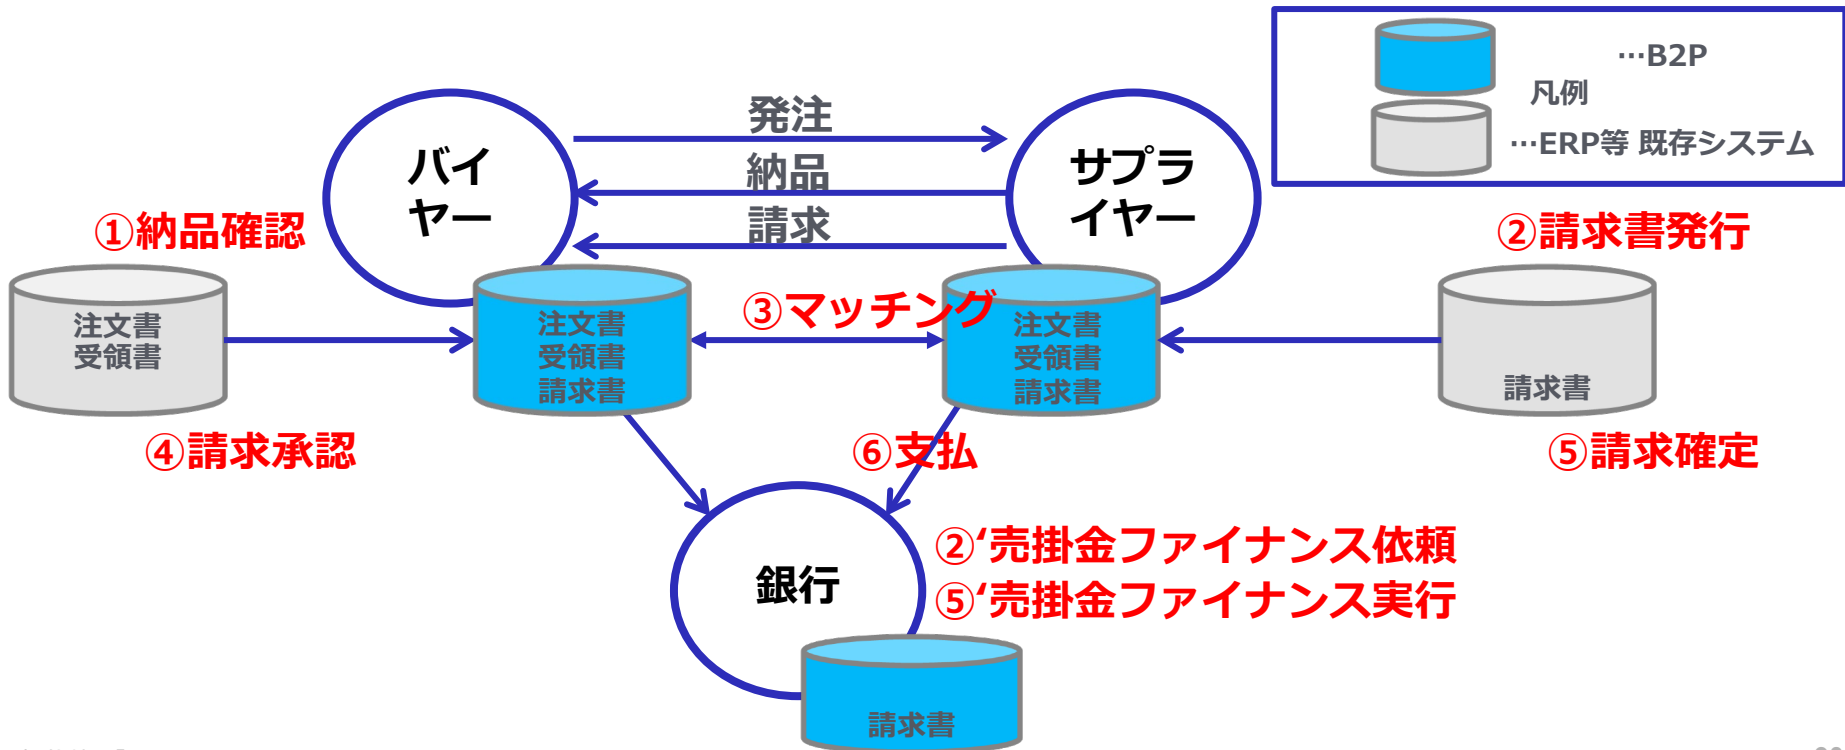 …B2P
凡例
…ERP等 既存システム
発注
バイ
ヤー
サプラ
イヤー
納品
請求
①納品確認
②請求書発行
注文書
受領書
注文書
受領書
請求書
③マッチング
注文書
受領書
請求書
請求書
④請求承認
⑥支払
⑤請求確定
銀行
②‘売掛金ファイナンス依頼
⑤‘売掛金ファイナンス実行
請求書